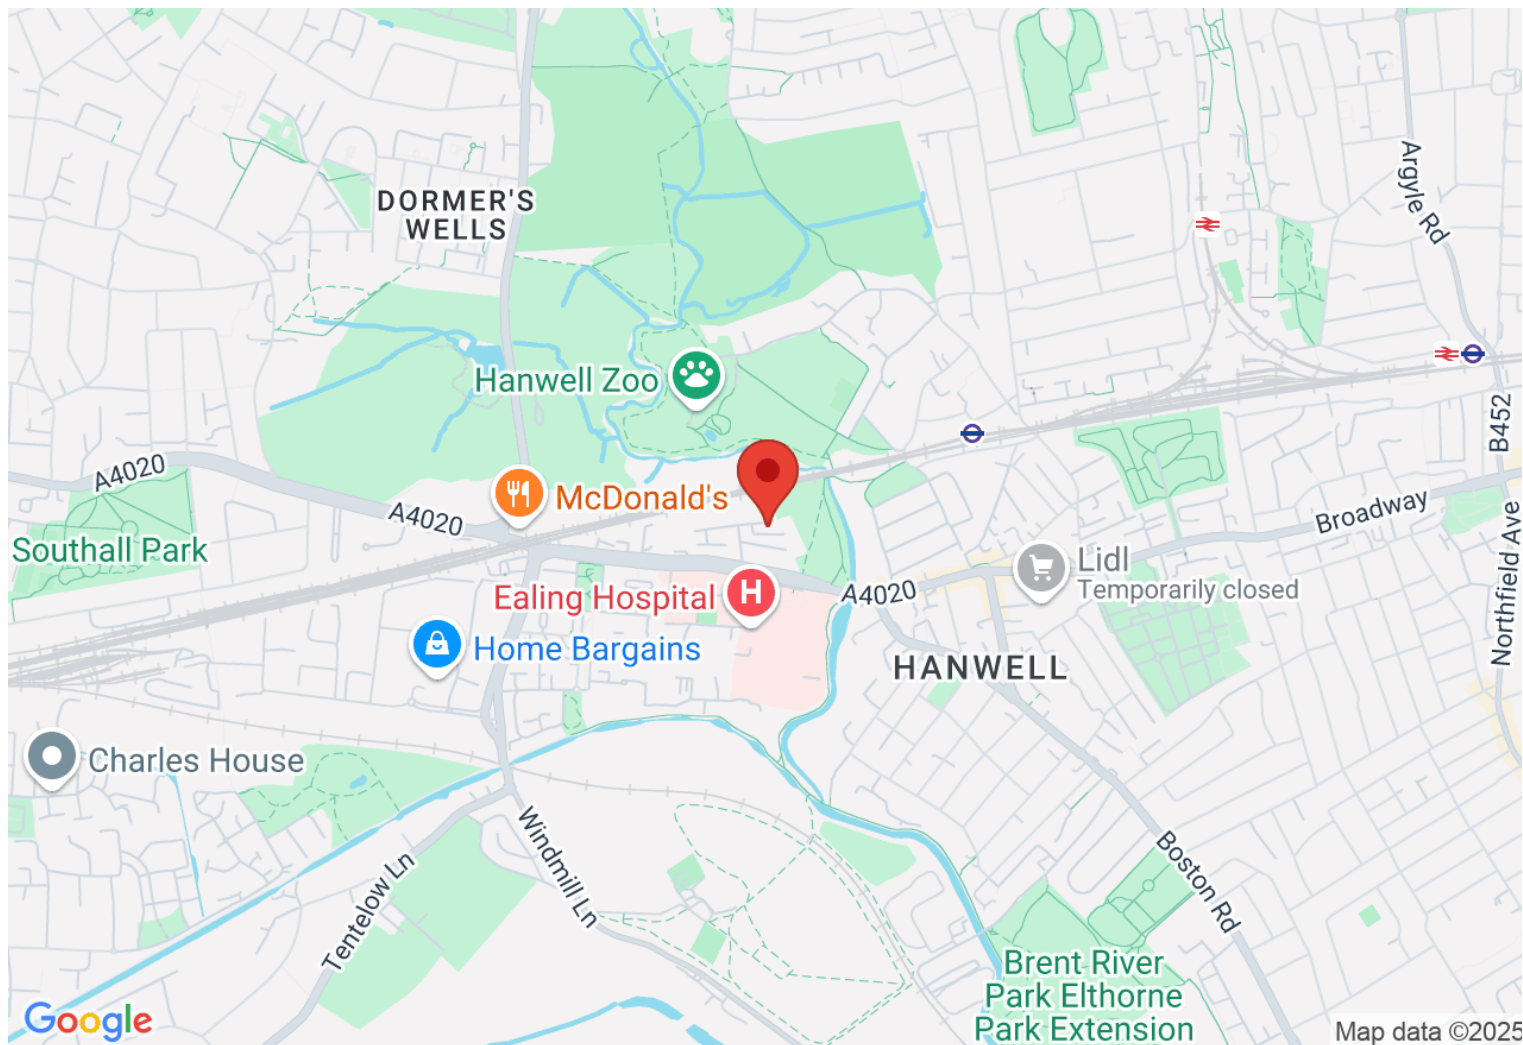 Argyle Rd
DORMER'S
WELLS
Hanwell Zoo
B452
A4020
McDonald's
A4020
Broadway
Southall Park
Lidl
Temporarily closed
Ealing Hospital
H
A4020
Northfield Ave
Home Bargains
HANWELL
Charles House
Windmill Ln
Tentelow Ln
Boston Rd
Brent River
Park Elthorne
Park Extension
Google
Map data ©2025